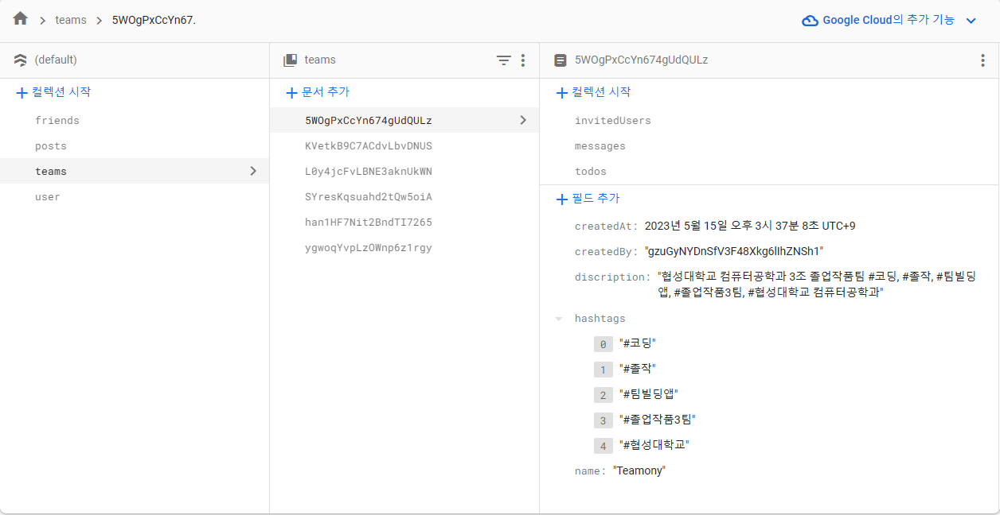 teams
5WOgPxCcYn67.
Google Cloud의 추가 기능
(default)
teams
5WOgPxCcYn674gUdQULz
컬렉션 시작
문서 추가
컬렉션 시작
friends
posts
teams
user
5WOgPxCcYn674gUdQULz
KVetkB9C7ACdvLbvDNUS
L0y4jcFvLBNE3aknUkWN
SYresKqsuahd2tQw5oiA
han1HF7Nit2BndTI7265
ygwoqYvpLzOWnp6z1rgy
invitedUsers
messages
todos
필드 추가
createdAt: 2023년 5월 15일 오후 3시 37분 8초 UTC+9
createdBy: "gzuGyNYDnSfV3F48Xkg6lIhZNSh1"
discription: "협성대학교 컴퓨터공학과 3조 졸업작품팀 #코딩, #졸작, #팀빌딩
앱, #졸업작품3팀, #협성대학교 컴퓨터공학과"
hashtags
0 "#코딩"
1 "#졸작"
2 "#팀빌딩앱"
3 "#졸업작품3팀"
4 "#협성대학교"
name: "Teamony"